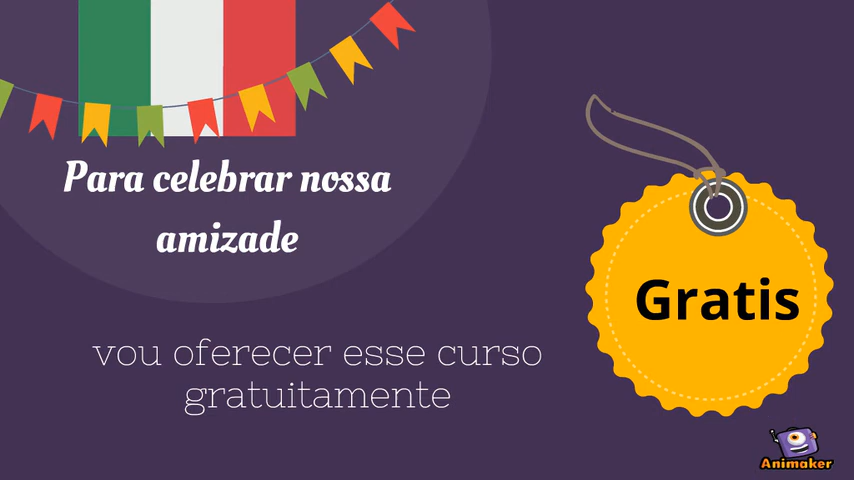 Para celebrar nossa
amizade
Gratis
vou oferecer esse curso
gratuitamente
Animaker